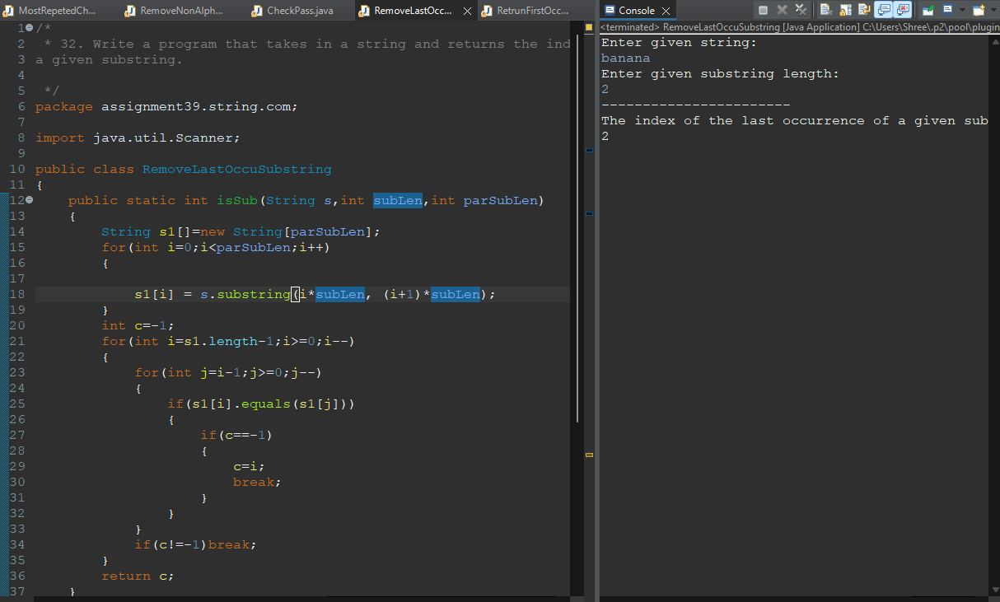 MostRepetedCh... RemoveNonAlph... CheckPass.java RemoveLastOcc... RetrunFirstOcc...
1 /*
2  * 32. Write a program that takes in a string and returns the ind
3 a given substring.
4
5  */
6 package assignment39.string.com;
7
8 import java.util.Scanner;
9
10 public class RemoveLastOccuSubstring
11 {
12     public static int isSub(String s,int subLen,int parSubLen)
13     {
14         String s1[]=new String[parSubLen];
15         for(int i=0;i<parSubLen;i++)
16         {
17
18             s1[i] = s.substring(i*subLen, (i+1)*subLen);
19         }
20         int c=-1;
21         for(int i=s1.length-1;i>=0;i--)
22         {
23             for(int j=i-1;j>=0;j--)
24             {
25                 if(s1[i].equals(s1[j]))
26                 {
27                     if(c==-1)
28                     {
29                         c=i;
30                         break;
31                     }
32                 }
33             }
34             if(c!=-1)break;
35         }
36         return c;
37     }
Console
<terminated> RemoveLastOccuSubstring [Java Application] C:\Users\Shree\.p2\pool\plugin
Enter given string:
banana
Enter given substring length:
2
-----------------------
The index of the last occurrence of a given sub
2